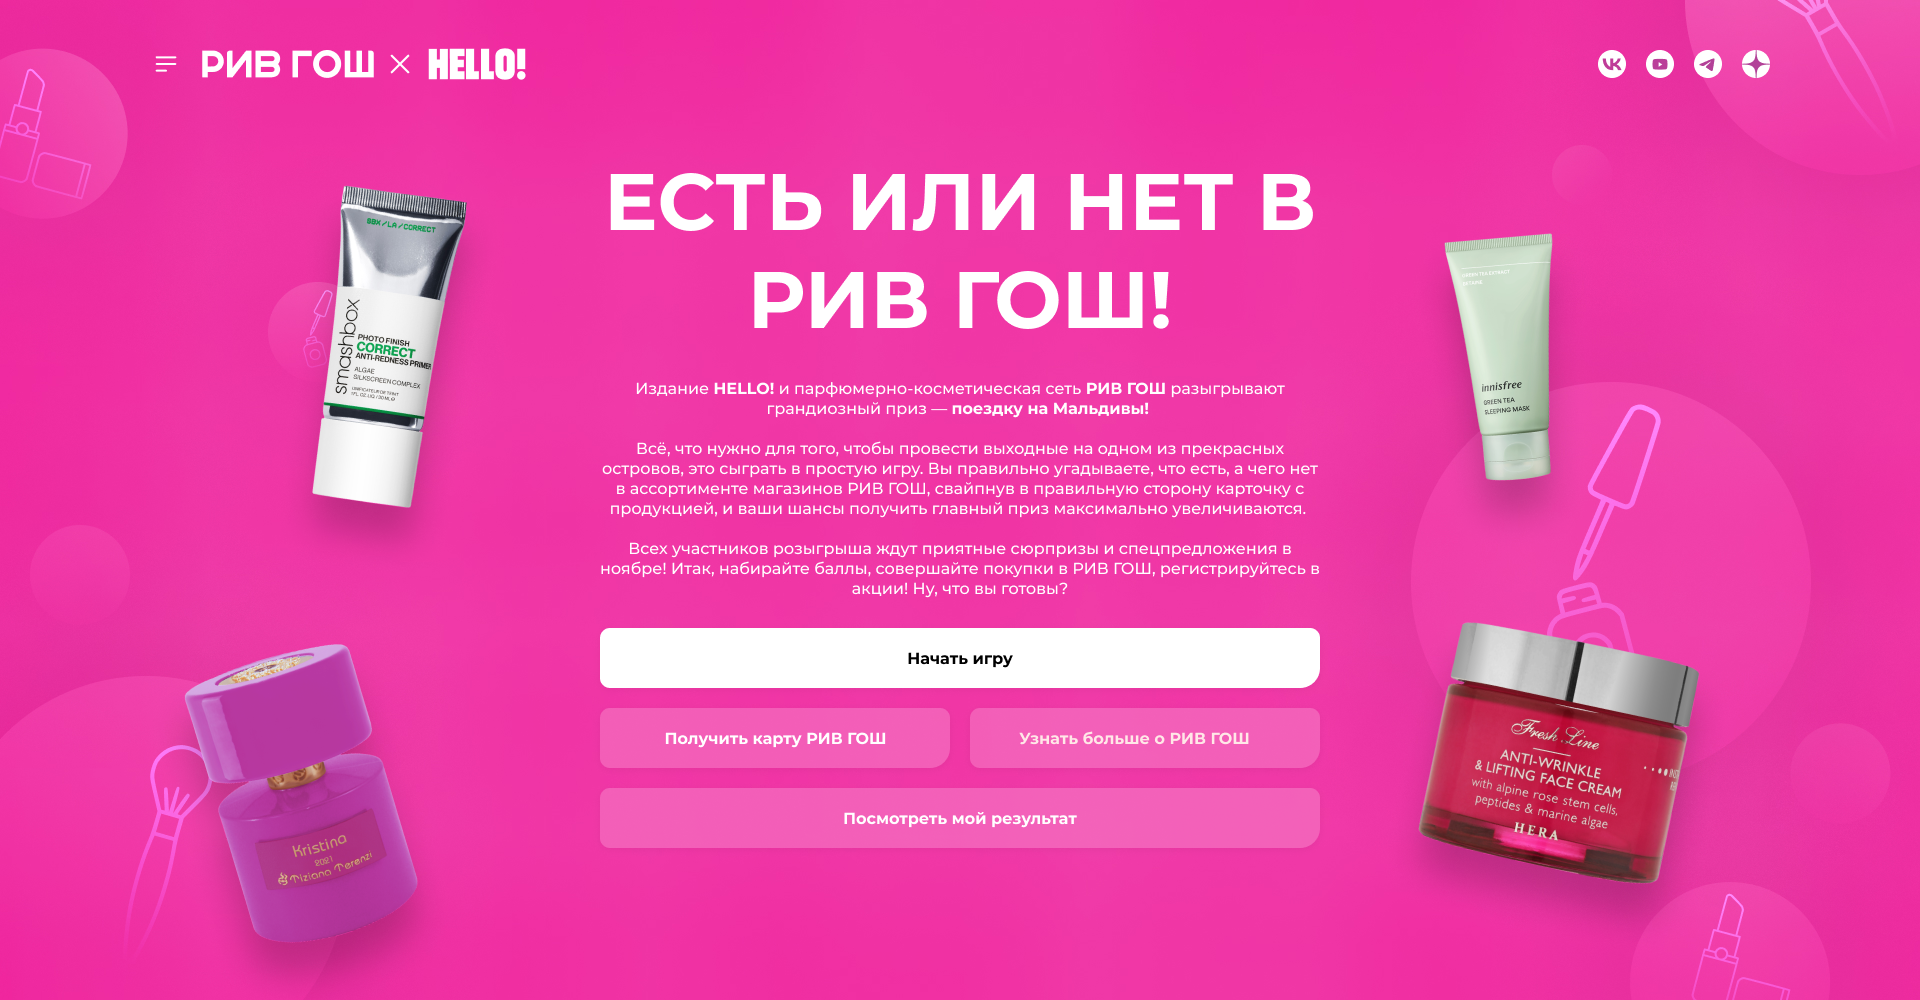 РИВ ГОШ × HELLO!
ЕСТЬ ИЛИ НЕТ В
РИВ ГОШ!
Издание HELLO! и парфюмерно-косметическая сеть РИВ ГОШ разыгрывают
грандиозный приз — поездку на Мальдивы!
Всё, что нужно для того, чтобы провести выходные на одном из прекрасных
островов, это сыграть в простую игру. Вы правильно угадываете, что есть, а чего нет
в ассортименте магазинов РИВ ГОШ, свайпнув в правильную сторону карточку с
продукцией, и ваши шансы получить главный приз максимально увеличиваются.
Всех участников розыгрыша ждут приятные сюрпризы и спецпредложения в
ноябре! Итак, набирайте баллы, совершайте покупки в РИВ ГОШ, регистрируйтесь в
акции! Ну, что вы готовы?
Начать игру
Получить карту РИВ ГОШ
Узнать больше о РИВ ГОШ
Посмотреть мой результат
SBX/LA/CORRECT
smashbox
PHOTO FINISH
CORRECT
ANTI-REDNESS PRIMER
ALGAE
SILKSCREEN COMPLEX
Kristina
2021
Tiziana Terenzi
GREEN TEA EXTRACT
innisfree
GREEN TEA
SLEEPING MASK
Fresh Line
ANTI-WRINKLE
& LIFTING FACE CREAM
with alpine rose stem cells,
peptides & marine algae
HERA